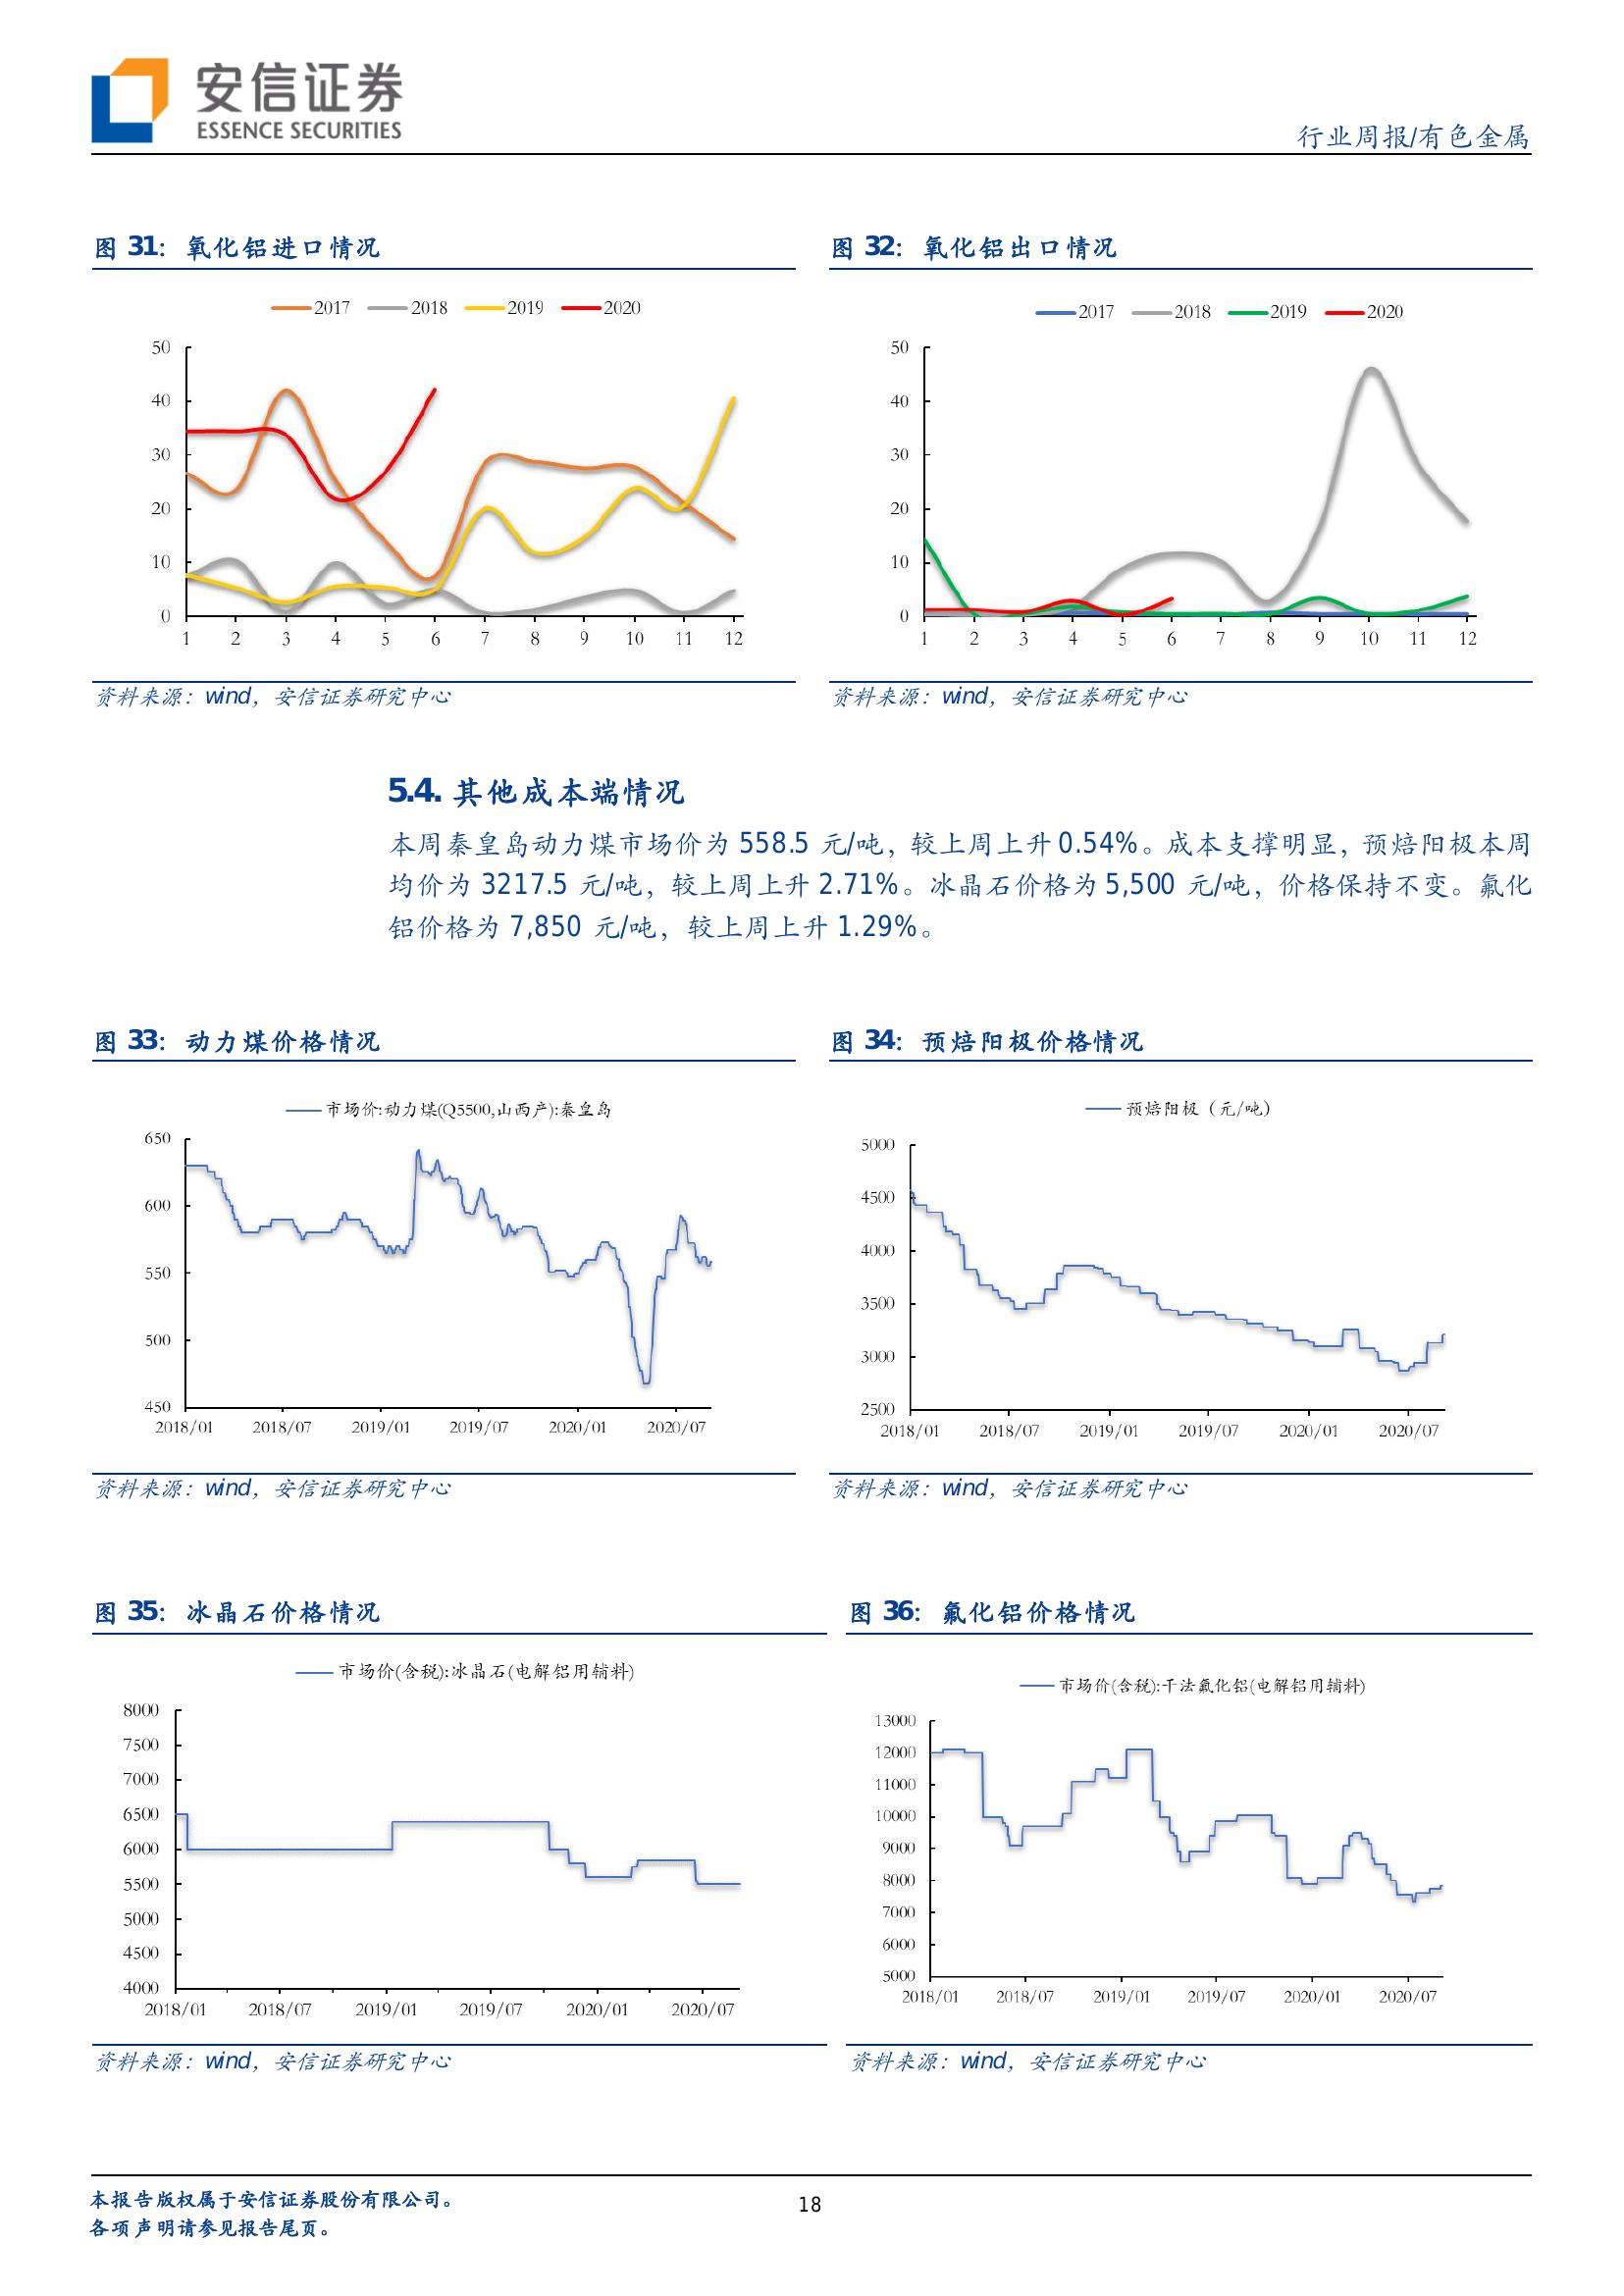 安信证券
ESSENCE SECURITIES
行业周报/有色金属
图 31：氧化铝进口情况
2017 2018 2019 2020
50
40
30
20
10
0
1 2 3 4 5 6 7 8 9 10 11 12
资料来源：wind，安信证券研究中心
图 32：氧化铝出口情况
2017 2018 2019 2020
50
40
30
20
10
0
1 2 3 4 5 6 7 8 9 10 11 12
资料来源：wind，安信证券研究中心
5.4. 其他成本端情况
本周秦皇岛动力煤市场价为 558.5 元/吨，较上周上升 0.54%。成本支撑明显，预焙阳极本周
均价为 3217.5 元/吨，较上周上升 2.71%。冰晶石价格为 5,500 元/吨，价格保持不变。氟化
铝价格为 7,850 元/吨，较上周上升 1.29%。
图 33：动力煤价格情况
市场价:动力煤(Q5500,山西产):秦皇岛
650
600
550
500
450
2018/01 2018/07 2019/01 2019/07 2020/01 2020/07
资料来源：wind，安信证券研究中心
图 34：预焙阳极价格情况
预焙阳极（元/吨）
5000
4500
4000
3500
3000
2500
2018/01 2018/07 2019/01 2019/07 2020/01 2020/07
资料来源：wind，安信证券研究中心
图 35：冰晶石价格情况
市场价(含税):冰晶石(电解铝用辅料)
8000
7500
7000
6500
6000
5500
5000
4500
4000
2018/01 2018/07 2019/01 2019/07 2020/01 2020/07
资料来源：wind，安信证券研究中心
图 36：氟化铝价格情况
市场价(含税):干法氟化铝(电解铝用辅料)
13000
12000
11000
10000
9000
8000
7000
6000
5000
2018/01 2018/07 2019/01 2019/07 2020/01 2020/07
资料来源：wind，安信证券研究中心
本报告版权属于安信证券股份有限公司。
各项声明请参见报告尾页。
18